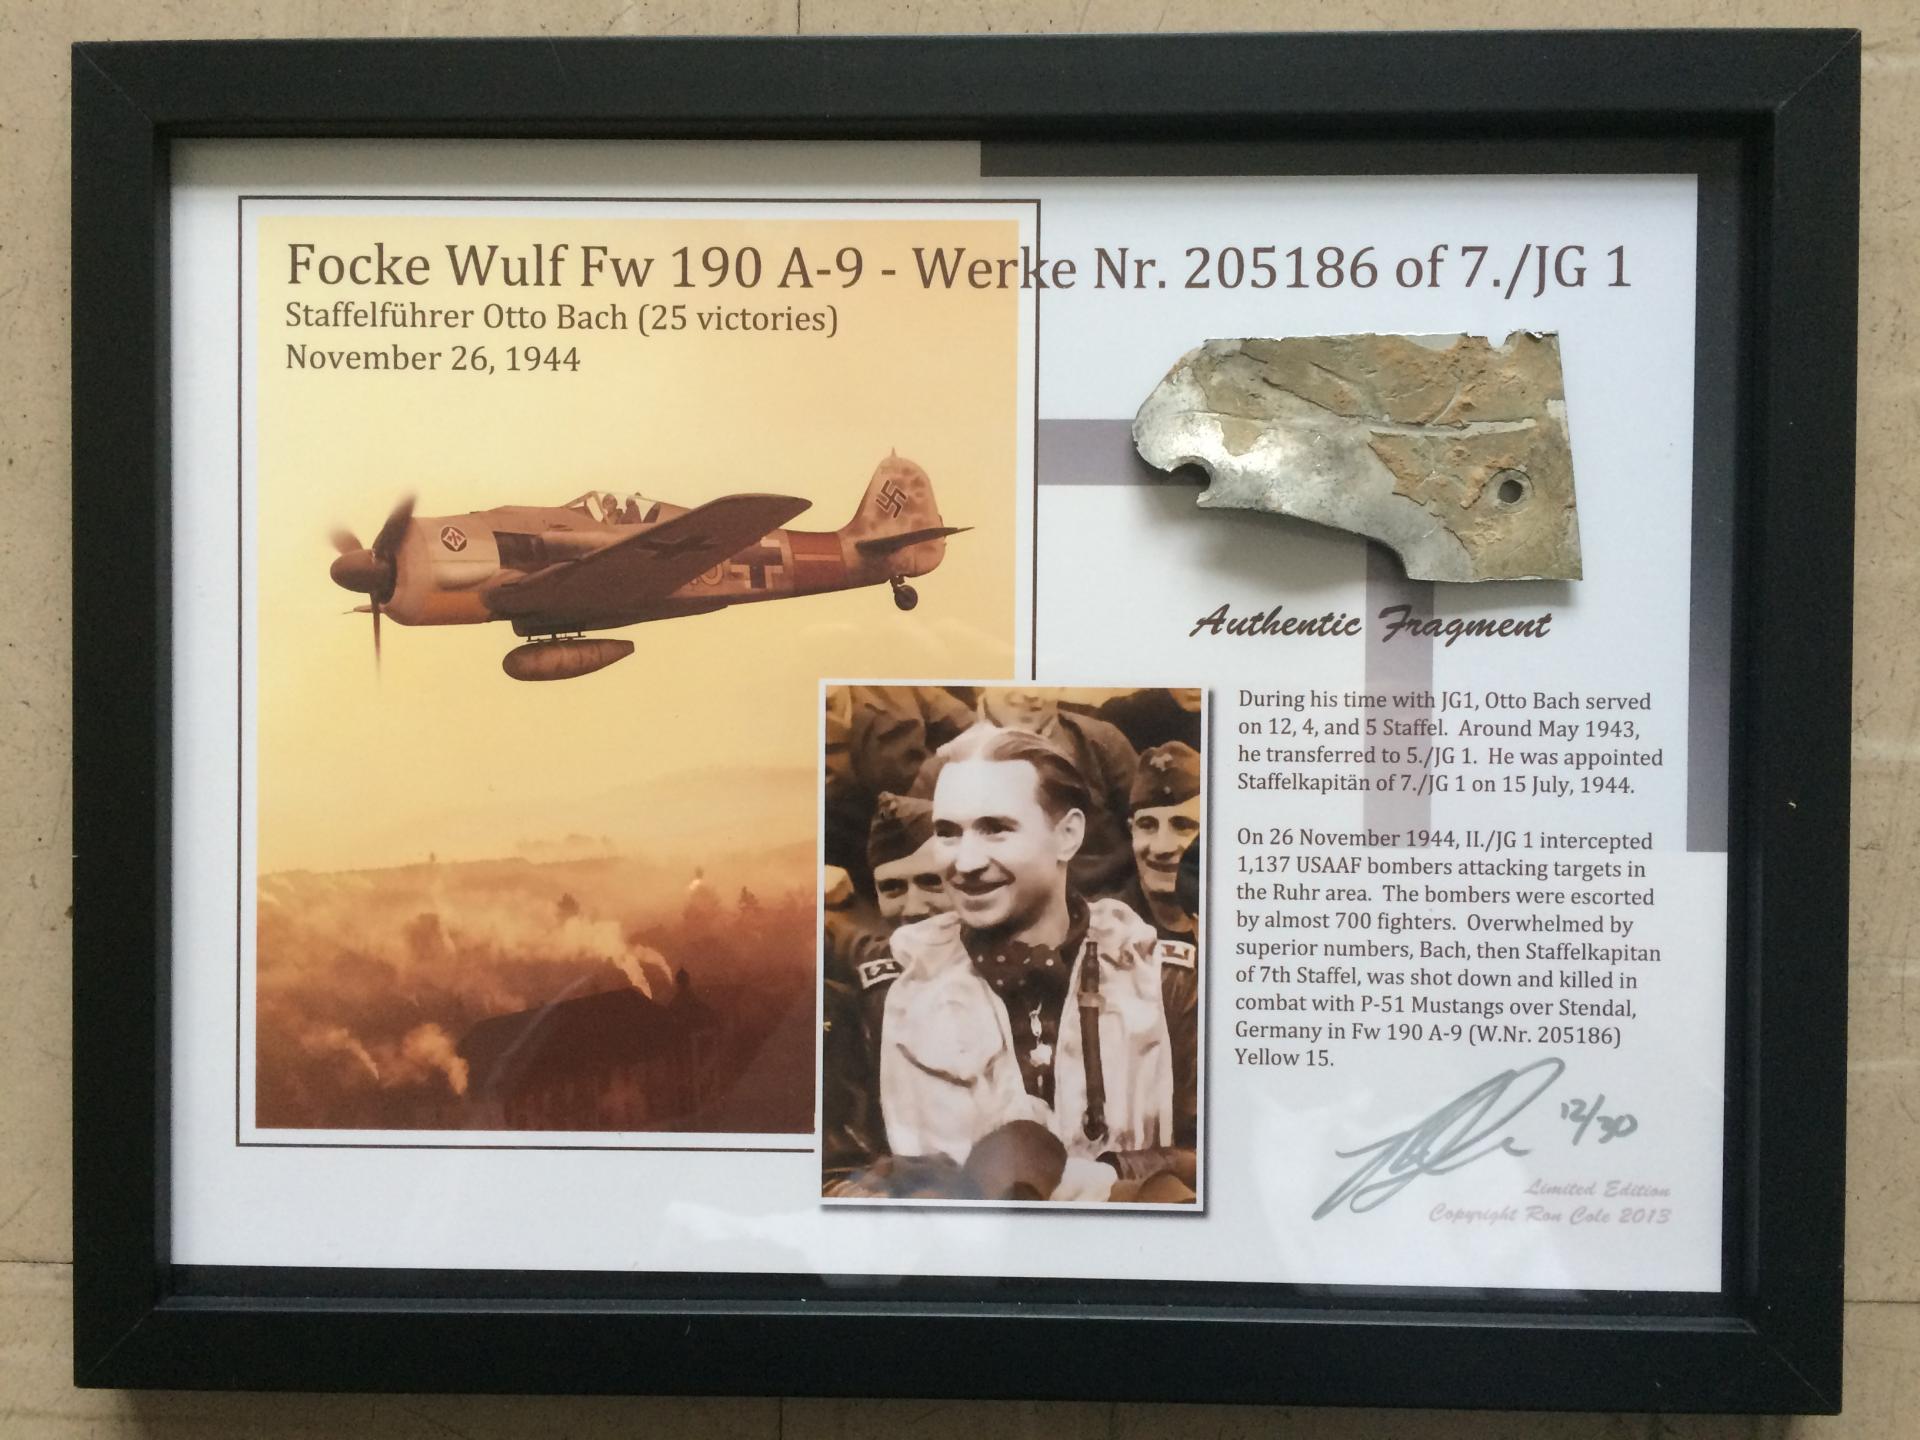 Focke Wulf Fw 190 A-9 - Werke Nr. 205186 of 7./JG 1
Staffelführer Otto Bach (25 victories)
November 26, 1944
Authentic Fragment
During his time with JG1, Otto Bach served
on 12, 4, and 5 Staffel. Around May 1943,
he transferred to 5./JG 1. He was appointed
Staffelkapitän of 7./JG 1 on 15 July, 1944.
On 26 November 1944, II./JG 1 intercepted
1,137 USAAF bombers attacking targets in
the Ruhr area. The bombers were escorted
by almost 700 fighters. Overwhelmed by
superior numbers, Bach, then Staffelkapitan
of 7th Staffel, was shot down and killed in
combat with P-51 Mustangs over Stendal,
Germany in Fw 190 A-9 (W.Nr. 205186)
Yellow 15.
12/30
Limited Edition
Copyright Ron Cole 2013